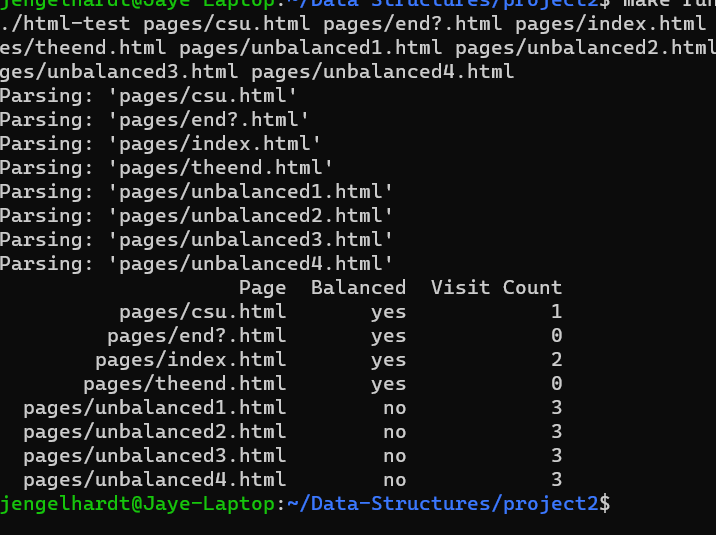 jengelhardt@Jaye-Laptop:~/Data-Structures/project2$ make run
./html-test pages/csu.html pages/end?.html pages/index.html
es/theend.html pages/unbalanced1.html pages/unbalanced2.html
ges/unbalanced3.html pages/unbalanced4.html
Parsing: 'pages/csu.html'
Parsing: 'pages/end?.html'
Parsing: 'pages/index.html'
Parsing: 'pages/theend.html'
Parsing: 'pages/unbalanced1.html'
Parsing: 'pages/unbalanced2.html'
Parsing: 'pages/unbalanced3.html'
Parsing: 'pages/unbalanced4.html'
Page Balanced Visit Count
pages/csu.html yes 1
pages/end?.html yes 0
pages/index.html yes 2
pages/theend.html yes 0
pages/unbalanced1.html no 3
pages/unbalanced2.html no 3
pages/unbalanced3.html no 3
pages/unbalanced4.html no 3
jengelhardt@Jaye-Laptop:~/Data-Structures/project2$